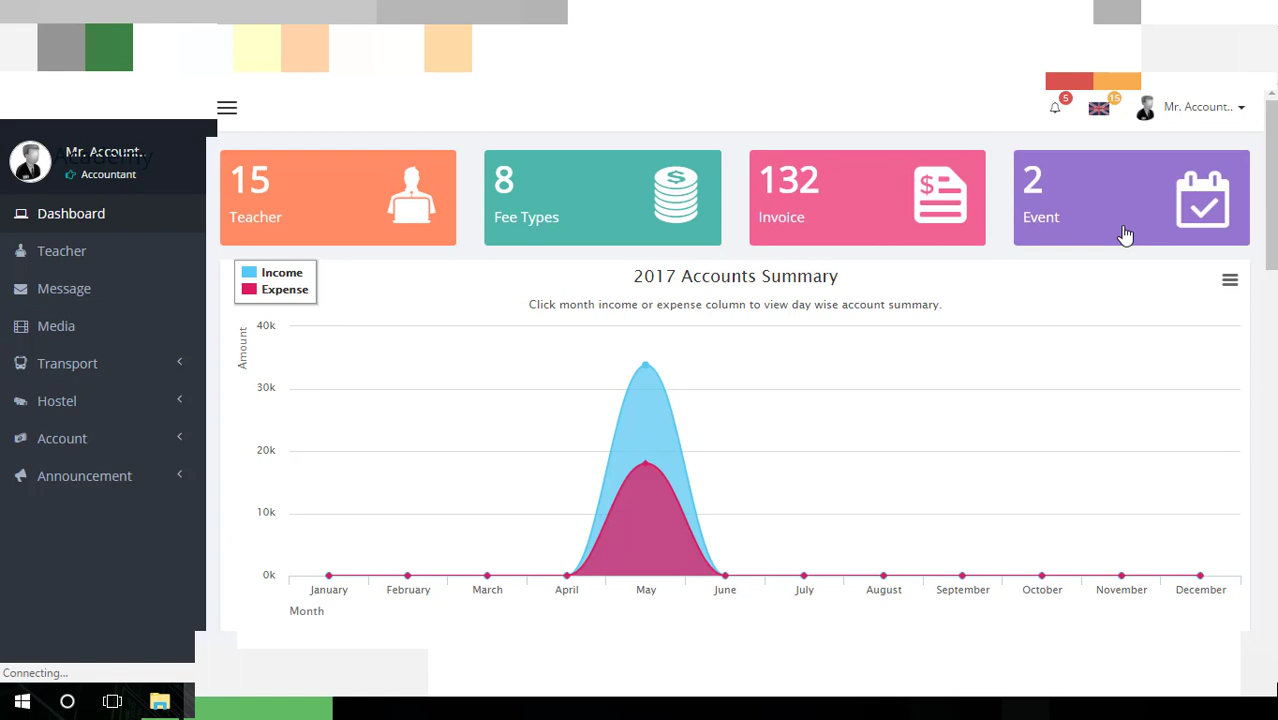 5
15
Mr. Account..
Academy
Mr. Account..
Accountant
Dashboard
Teacher
Message
Media
Transport
Hostel
Account
Announcement
15
Teacher
8
Fee Types
132
Invoice
2
Event
Income
Expense
2017 Accounts Summary
Click month income or expense column to view day wise account summary.
Amount
40k
30k
20k
10k
0k
January February March April May June July August September October November December
Month
Connecting...